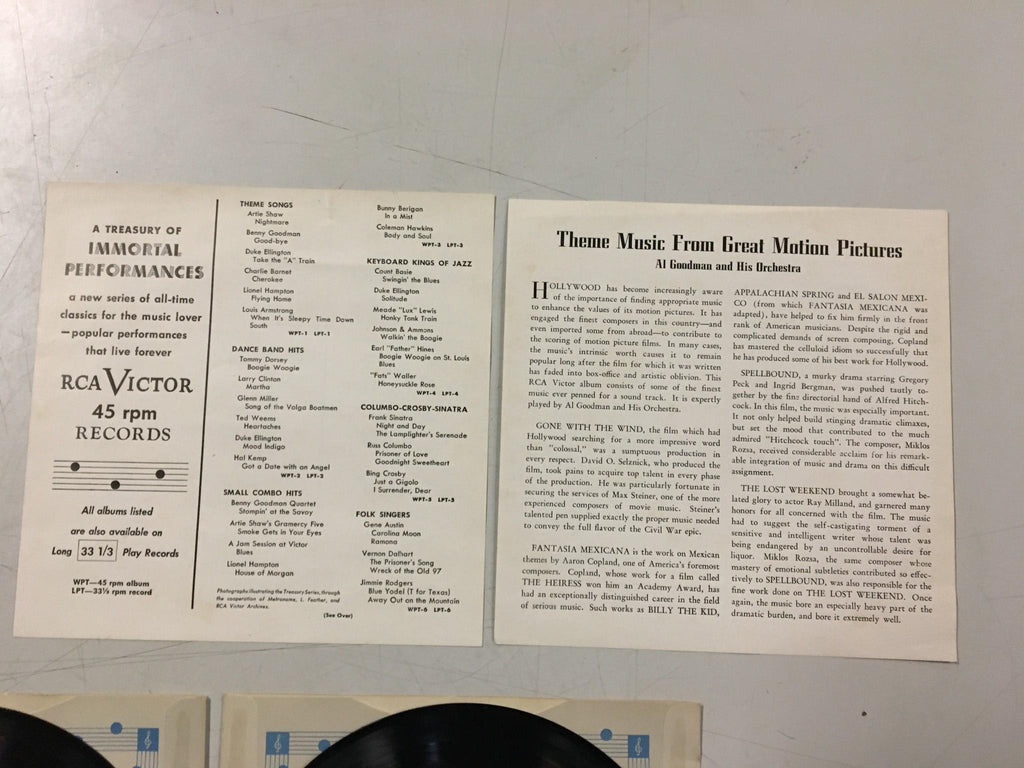 A TREASURY OF
IMMORTAL
PERFORMANCES
a new series of all-time
classics for the music lover
—popular performances
that live forever
RCA VICTOR
45 rpm
RECORDS
All albums listed
are also available on
Long 33 1/3 Play Records
WPT—45 rpm album
LPT—33⅓ rpm record
THEME SONGS
Artie Shaw
Nightmare
Benny Goodman
Good-bye
Duke Ellington
Take the "A" Train
Charlie Barnet
Cherokee
Lionel Hampton
Flying Home
Louis Armstrong
When It's Sleepy Time Down
South
WPT-1 LPT-1
DANCE BAND HITS
Tommy Dorsey
Boogie Woogie
Larry Clinton
Martha
Glenn Miller
Song of the Volga Boatmen
Ted Weems
Heartaches
Duke Ellington
Mood Indigo
Hal Kemp
Got a Date with an Angel
WPT-2 LPT-2
SMALL COMBO HITS
Benny Goodman Quartet
Stompin' at the Savoy
Artie Shaw's Gramercy Five
Smoke Gets in Your Eyes
A Jam Session at Victor
Blues
Lionel Hampton
House of Morgan
Photographs illustrating the Treasury Series, through
the cooperation of Metronome, L. Feather, and
RCA Victor Archives.
(See Over)
Bunny Berigan
In a Mist
Coleman Hawkins
Body and Soul
WPT-3 LPT-3
KEYBOARD KINGS OF JAZZ
Count Basie
Swingin' the Blues
Duke Ellington
Solitude
Meade "Lux" Lewis
Honky Tonk Train
Johnson & Ammons
Walkin' the Boogie
Earl "Father" Hines
Boogie Woogie on St. Louis
Blues
"Fats" Waller
Honeysuckle Rose
WPT-4 LPT-4
COLUMBO-CROSBY-SINATRA
Frank Sinatra
Night and Day
The Lamplighter's Serenade
Russ Columbo
Prisoner of Love
Goodnight Sweetheart
Bing Crosby
Just a Gigolo
I Surrender, Dear
WPT-5 LPT-5
FOLK SINGERS
Gene Austin
Carolina Moon
Ramona
Vernon Dalhart
The Prisoner's Song
Wreck of the Old 97
Jimmie Rodgers
Blue Yodel (T for Texas)
Away Out on the Mountain
WPT-6 LPT-6
Theme Music From Great Motion Pictures
Al Goodman and His Orchestra
HOLLYWOOD has become increasingly aware
of the importance of finding appropriate music
to enhance the values of its motion pictures. It has
engaged the finest composers in this country—and
even imported some from abroad—to contribute to
the scoring of motion picture films. In many cases,
the music's intrinsic worth causes it to remain
popular long after the film for which it was written
has faded into box-office and artistic oblivion. This
RCA Victor album consists of some of the finest
music ever penned for a sound track. It is expertly
played by Al Goodman and His Orchestra.
GONE WITH THE WIND, the film which had
Hollywood searching for a more impressive word
than "colossal," was a sumptuous production in
every respect. David O. Selznick, who produced the
film, took pains to acquire top talent in every phase
of the production. He was particularly fortunate in
securing the services of Max Steiner, one of the more
experienced composers of movie music. Steiner's
talented pen supplied exactly the proper music needed
to convey the full flavor of the Civil War epic.
FANTASIA MEXICANA is the work on Mexican
themes by Aaron Copland, one of America's foremost
composers. Copland, whose work for a film called
THE HEIRESS won him an Academy Award, has
had an exceptionally distinguished career in the field
of serious music. Such works as BILLY THE KID,
APPALACHIAN SPRING and EL SALON MEXI-
CO (from which FANTASIA MEXICANA was
adapted), have helped to fix him firmly in the front
rank of American musicians. Despite the rigid and
complicated demands of screen composing, Copland
has mastered the celluloid idiom so successfully that
he has produced some of his best work for Hollywood.
SPELLBOUND, a murky drama starring Gregory
Peck and Ingrid Bergman, was pushed tautly to-
gether by the fine directorial hand of Alfred Hitch-
cock. In this film, the music was especially important.
It not only helped build stinging dramatic climaxes,
but set the mood that contributed to the much
admired "Hitchcock touch". The composer, Miklos
Rozsa, received considerable acclaim for his remark-
able integration of music and drama on this difficult
assignment.
THE LOST WEEKEND brought a somewhat be-
lated glory to actor Ray Milland, and garnered many
honors for all concerned with the film. The music
had to suggest the self-castigating torment of a
sensitive and intelligent writer whose talent was
being endangered by an uncontrollable desire for
liquor. Miklos Rozsa, the same composer whose
mastery of emotional subtleties contributed so effec-
tively to SPELLBOUND, was also responsible for the
fine work done on THE LOST WEEKEND. Once
again, the music bore an especially heavy part of the
dramatic burden, and bore it extremely well.